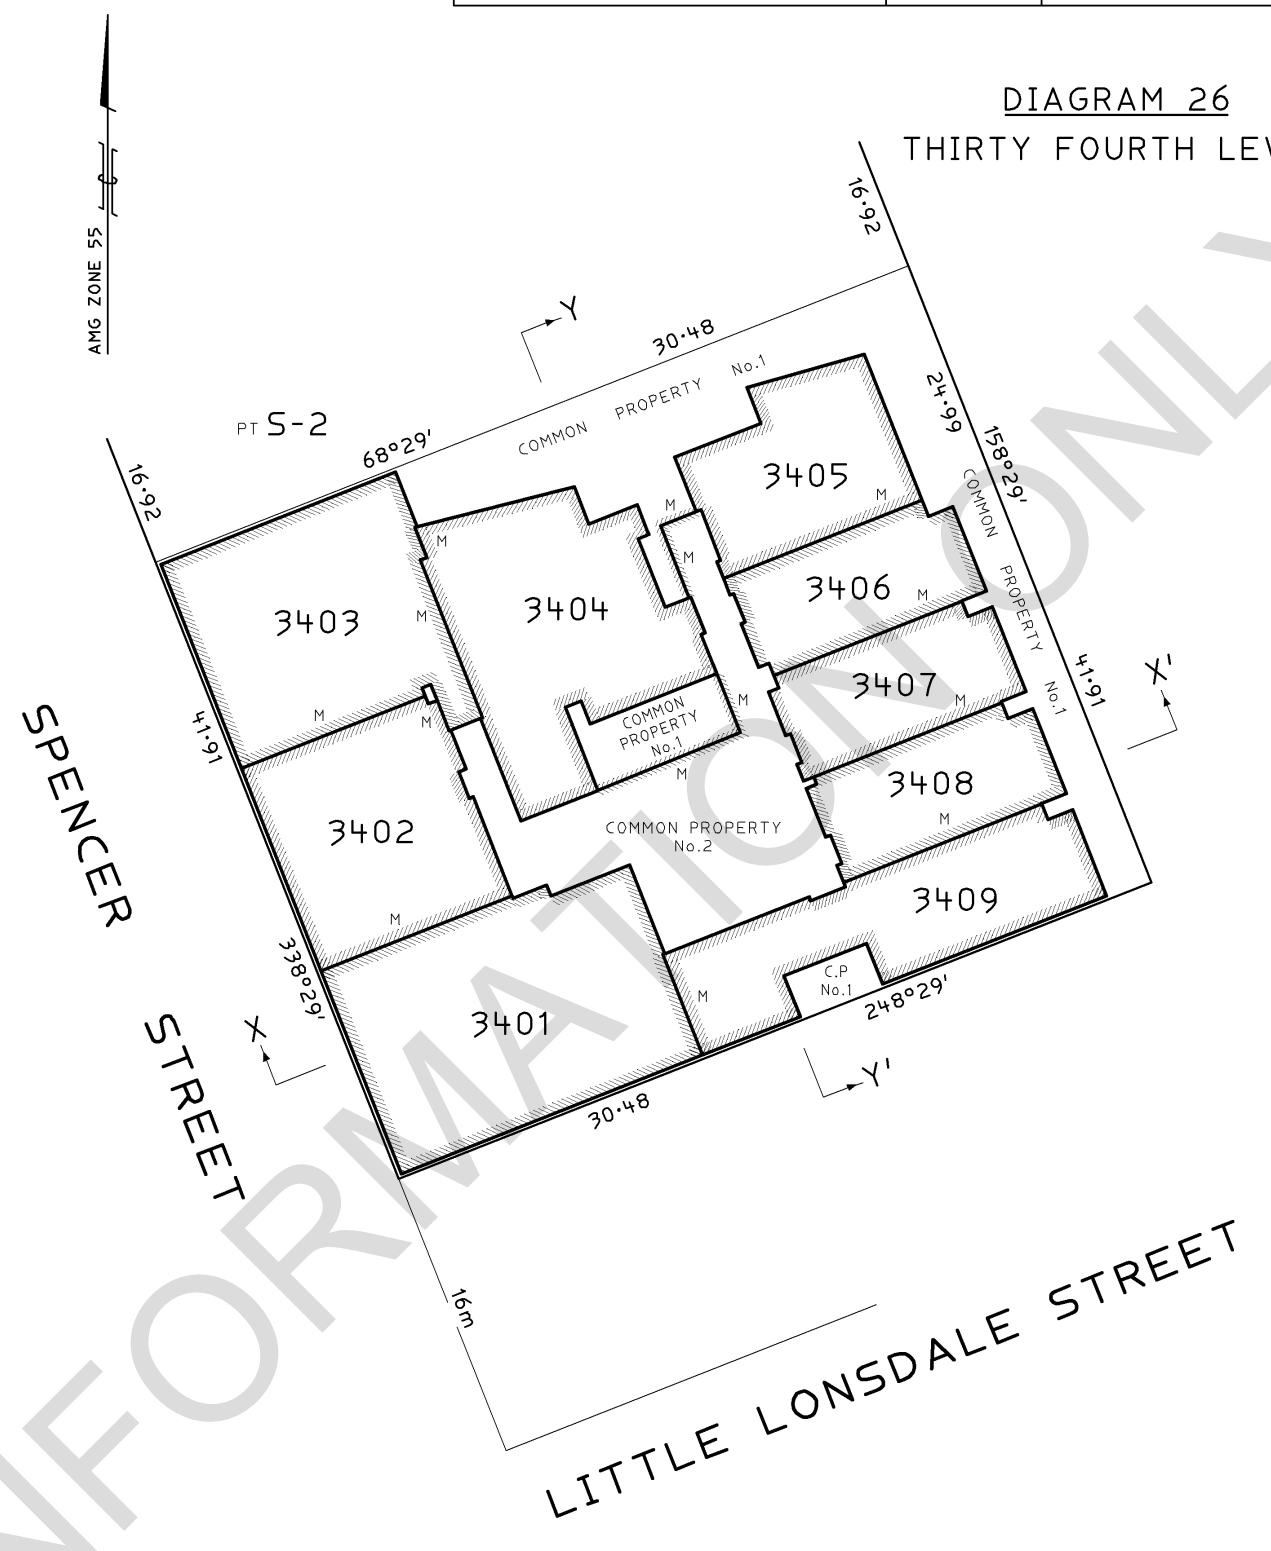 DIAGRAM 26
THIRTY FOURTH LEV
AMG ZONE 55
16·92
Y
30·48
COMMON PROPERTY No.1
24·99
PT S-2
68°29'
158°29'
16·92
3405
M
M
COMMON PROPERTY No.1
M
M
3406
M
3403
M
3404
3407
M
M
41·91
X'
M
M
COMMON
PROPERTY
No.1
M
SPENCER STREET
41·91
3402
3408
M
COMMON PROPERTY
No.2
M
3409
338°29'
C.P
No.1
M
248°29'
3401
X
Y'
30·48
16m
LITTLE LONSDALE STREET
INFORMATION ONLY